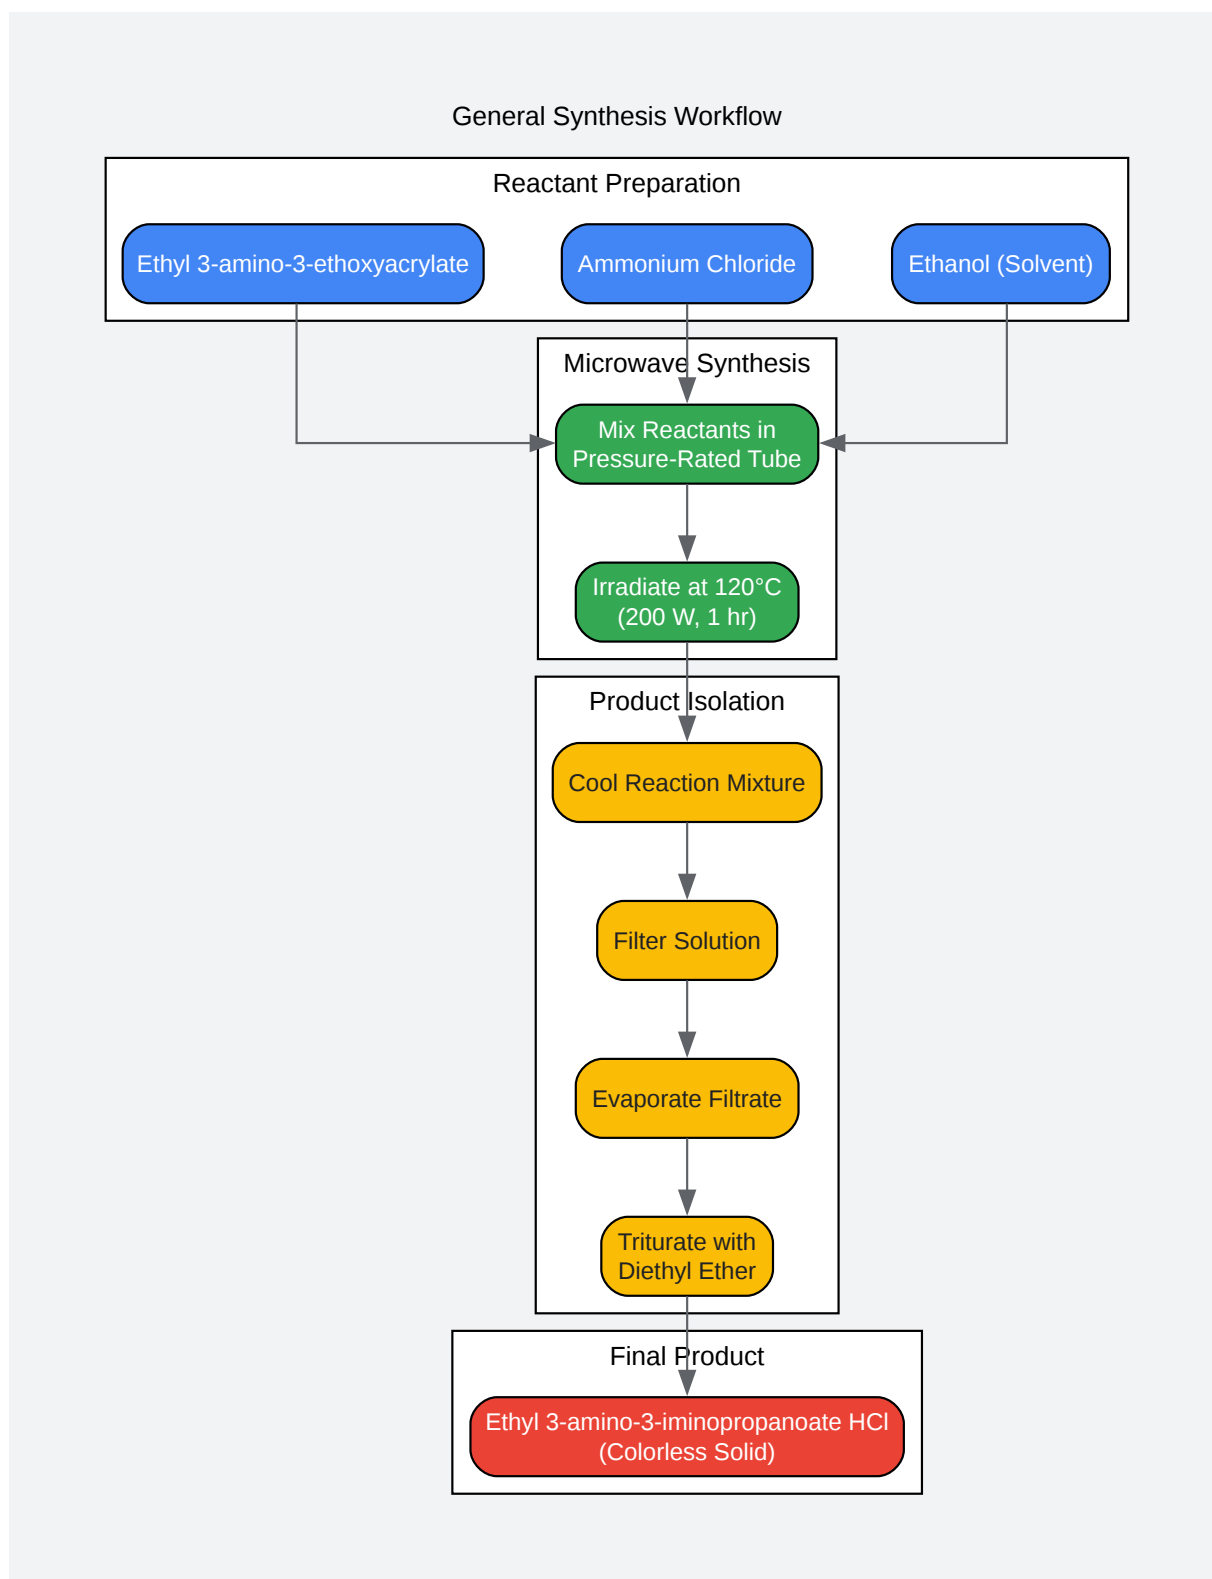 General Synthesis Workflow
Reactant Preparation
Ethyl 3-amino-3-ethoxyacrylate
Ammonium Chloride
Ethanol (Solvent)
Microwave Synthesis
Mix Reactants in
Pressure-Rated Tube
Irradiate at 120°C
(200 W, 1 hr)
Product Isolation
Cool Reaction Mixture
Filter Solution
Evaporate Filtrate
Triturate with
Diethyl Ether
Final Product
Ethyl 3-amino-3-iminopropanoate HCl
(Colorless Solid)